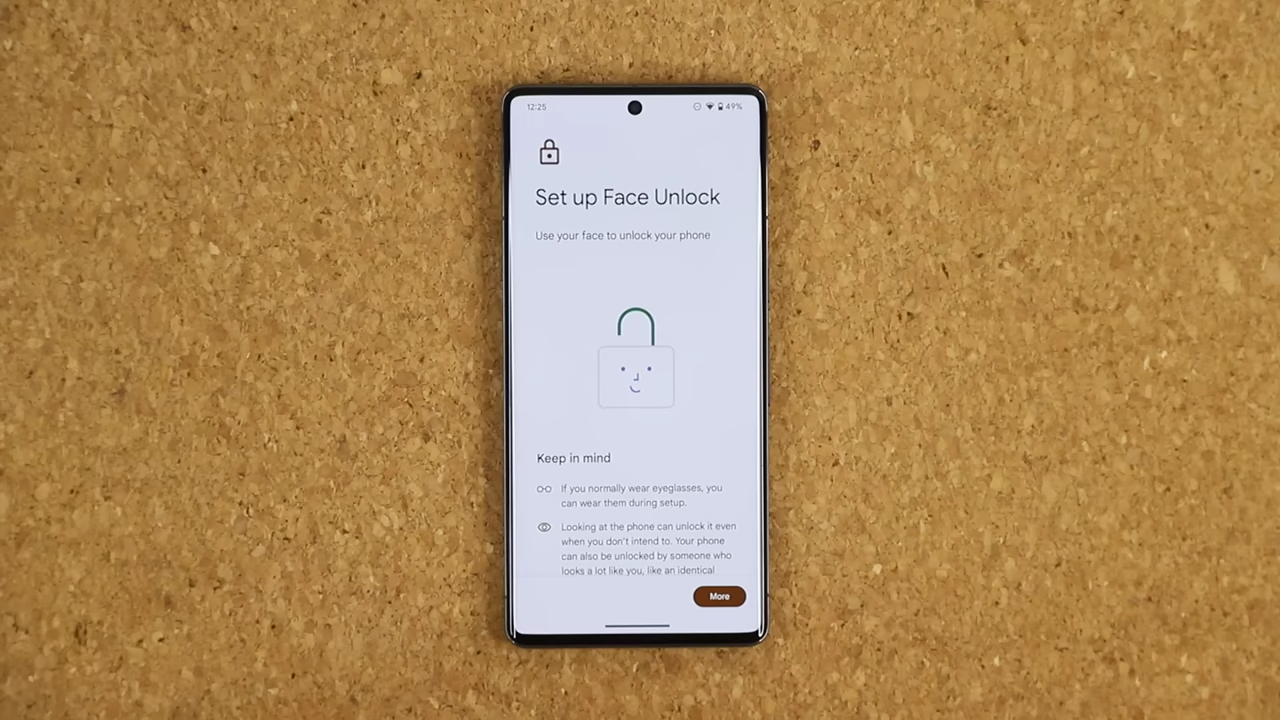 12:25
49%
Set up Face Unlock
Use your face to unlock your phone
Keep in mind
If you normally wear eyeglasses, you
can wear them during setup.
Looking at the phone can unlock it even
when you don't intend to. Your phone
can also be unlocked by someone who
looks a lot like you, like an identical
More